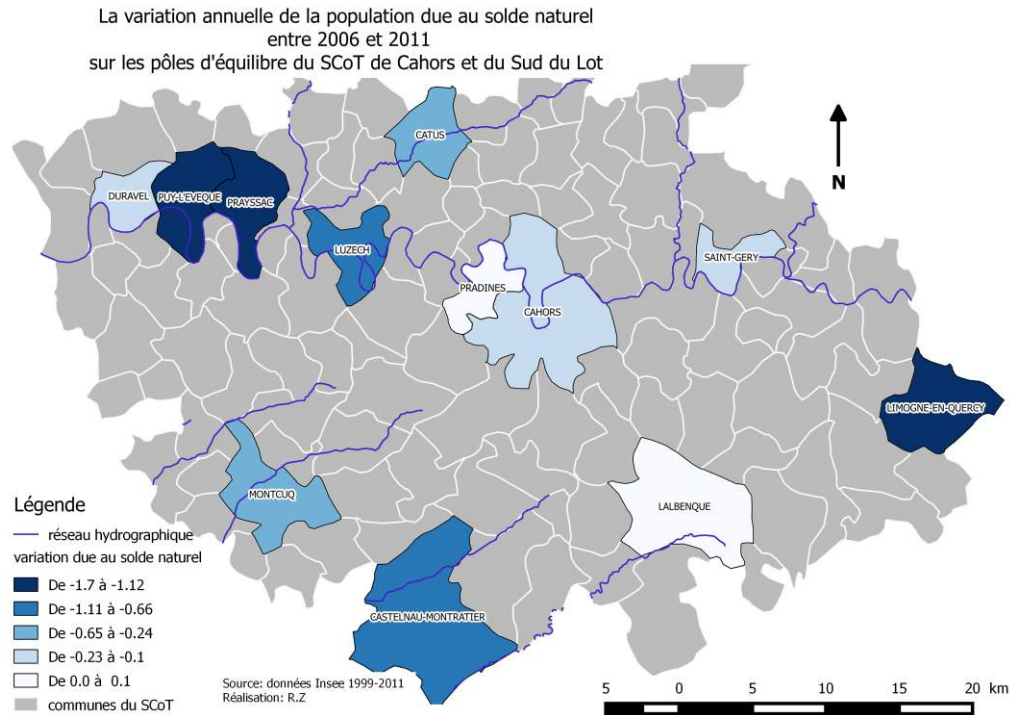 La variation annuelle de la population due au solde naturel
entre 2006 et 2011
sur les pôles d'équilibre du SCoT de Cahors et du Sud du Lot
CATUS
N
DURAVEL
PUY-L'EVEQUE
PRAYSSAC
LUZECH
SAINT-GERY
PRADINES
CAHORS
LIMOGNE-EN-QUERCY
MONTCUQ
LALBENQUE
CASTELNAU-MONTRATIER
Légende
réseau hydrographique
variation due au solde naturel
De -1.7 à -1.12
De -1.11 à -0.66
De -0.65 à -0.24
De -0.23 à -0.1
De 0.0 à 0.1
communes du SCoT
Source: données Insee 1999-2011
Réalisation: R.Z
5 0 5 10 15 20 km